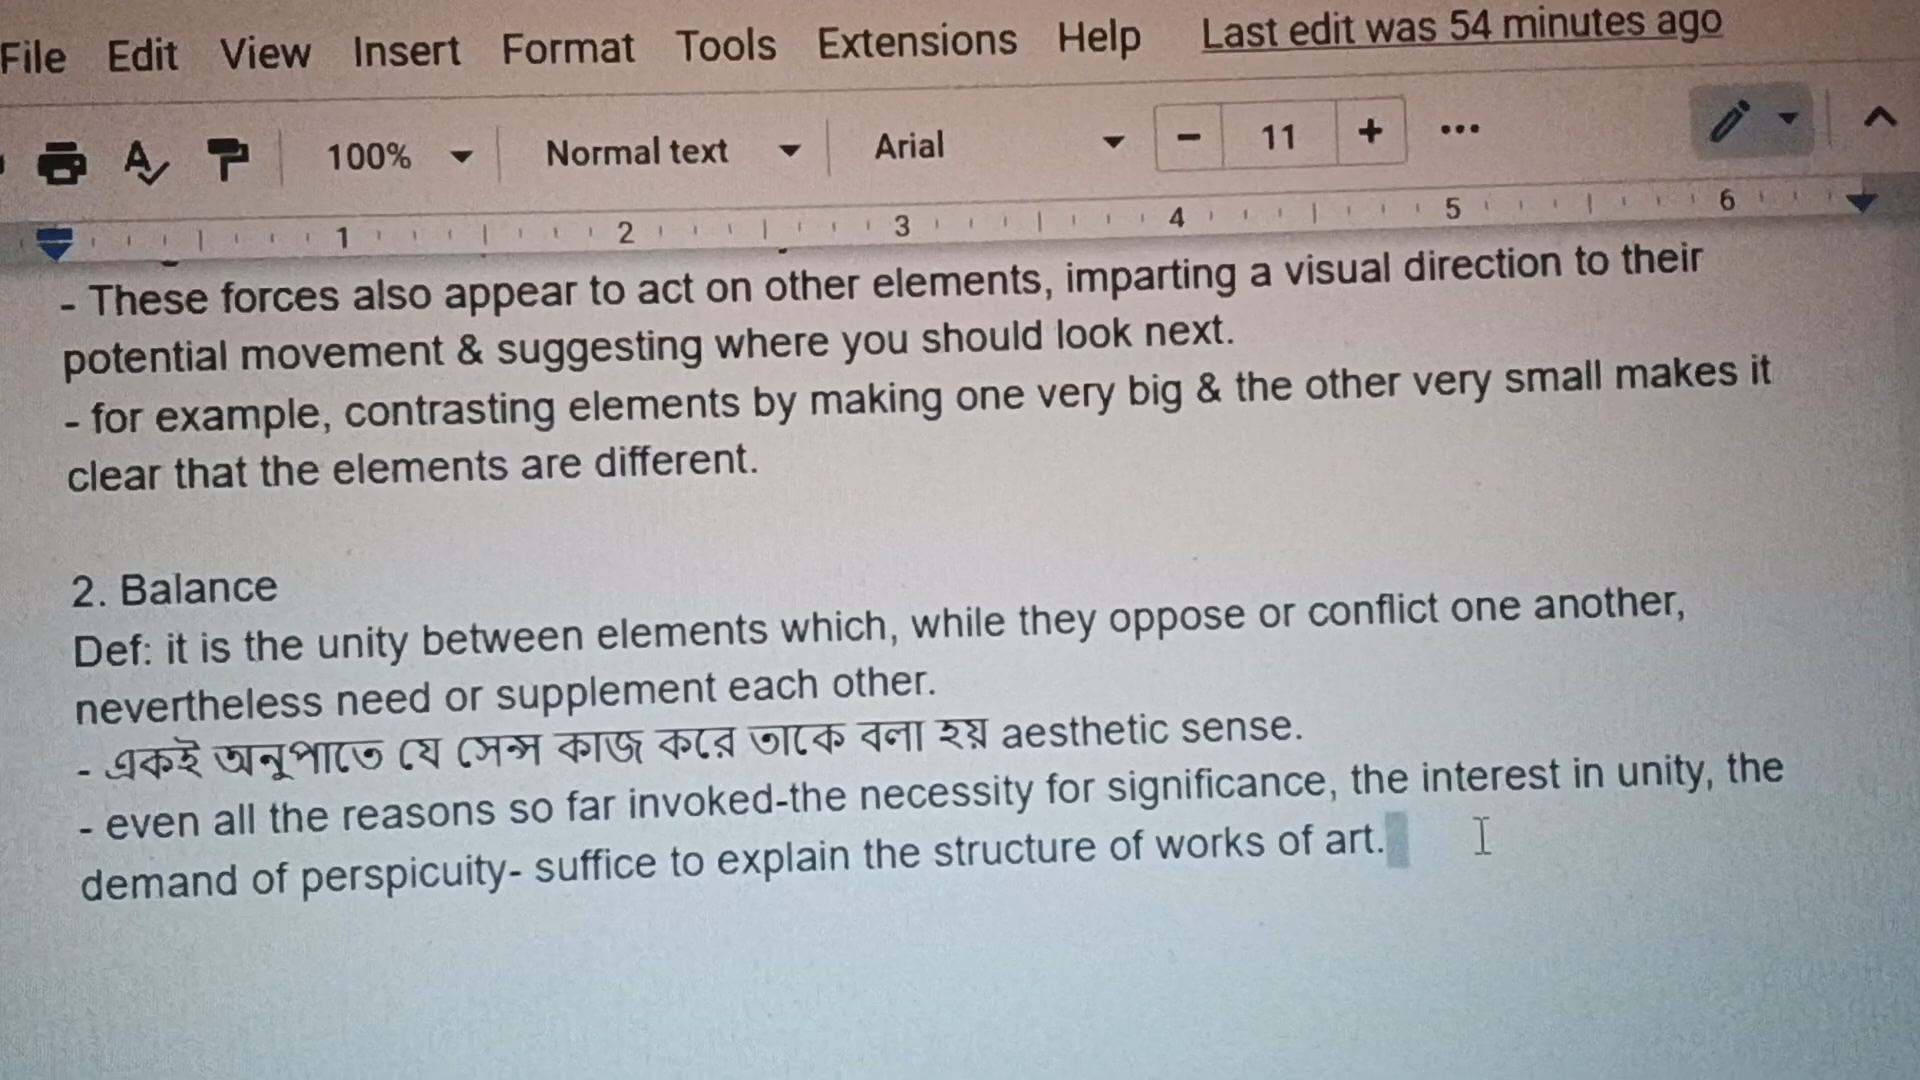 File Edit View Insert Format Tools Extensions Help Last edit was 54 minutes ago
100% Normal text Arial - 11 + ...
1 2 3 4 5 6
- These forces also appear to act on other elements, imparting a visual direction to their
potential movement & suggesting where you should look next.
- for example, contrasting elements by making one very big & the other very small makes it
clear that the elements are different.
2. Balance
Def: it is the unity between elements which, while they oppose or conflict one another,
nevertheless need or supplement each other.
- একই অনুপাতে যে সেন্স কাজ করে তাকে বলা হয় aesthetic sense.
- even all the reasons so far invoked-the necessity for significance, the interest in unity, the
demand of perspicuity- suffice to explain the structure of works of art.